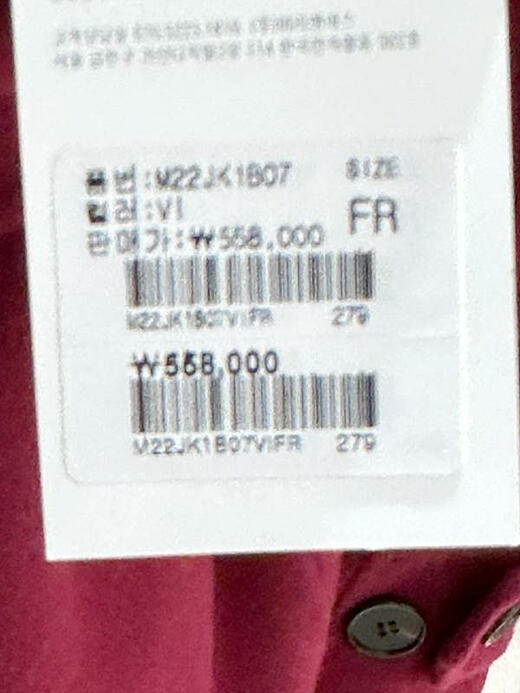 품 번 :M22JK1B07 SIZE
컬 러 :VI FR
판 매 가 : ₩558,000
M22JK1B07VIFR 279
₩558,000
M22JK1B07VIFR 279